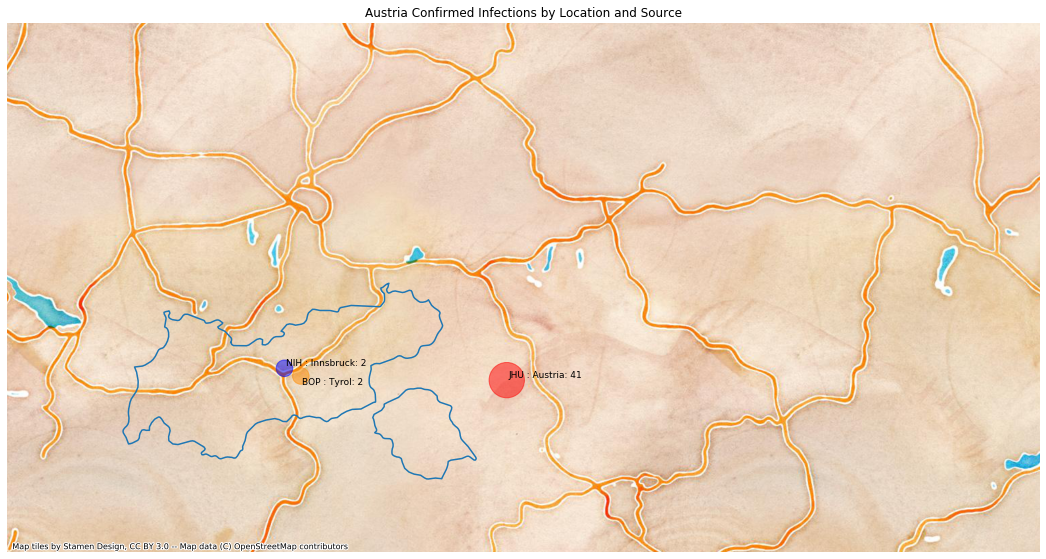 Austria Confirmed Infections by Location and Source
NIH : Innsbruck: 2
JHU : Austria: 41
BOP : Tyrol: 2
Map tiles by Stamen Design, CC BY 3.0 -- Map data (C) OpenStreetMap contributors